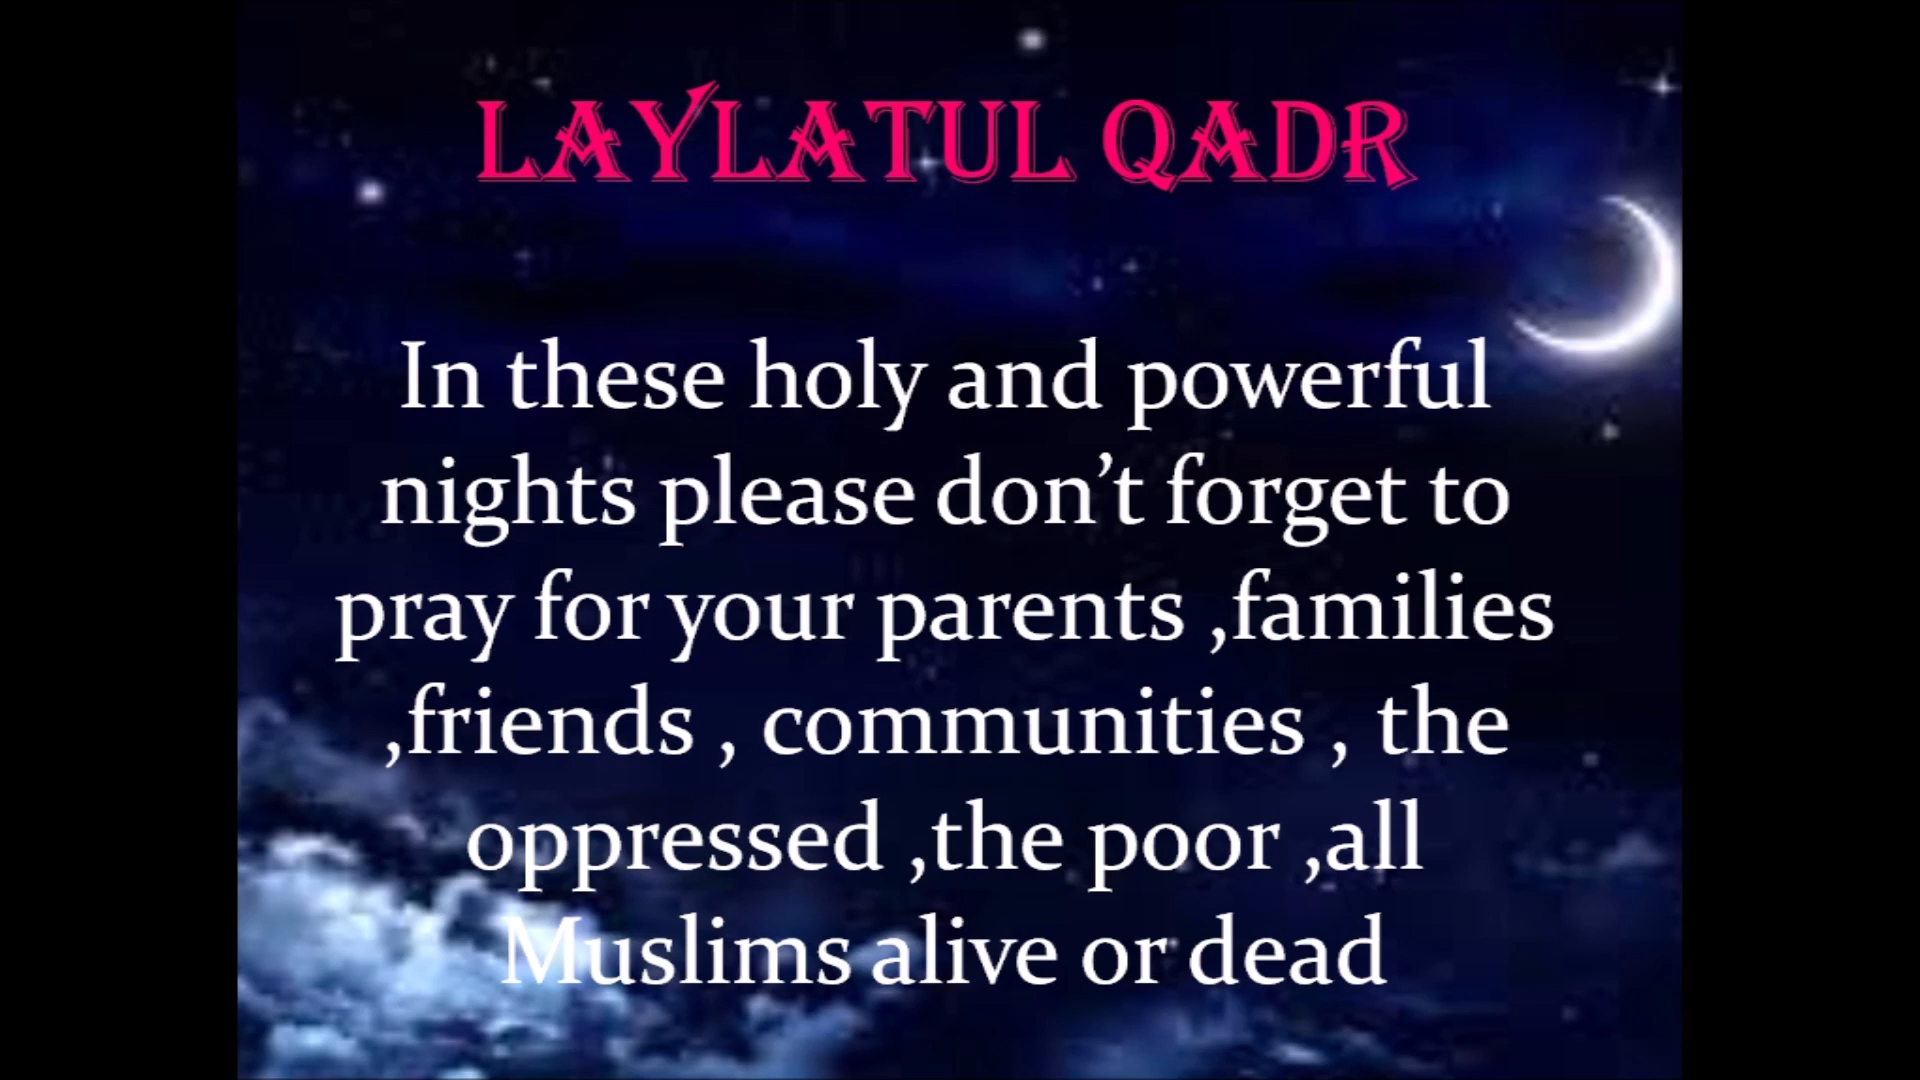 LAYLATUL QADR
In these holy and powerful
nights please don’t forget to
pray for your parents ,families
,friends , communities , the
oppressed ,the poor ,all
Muslims alive or dead